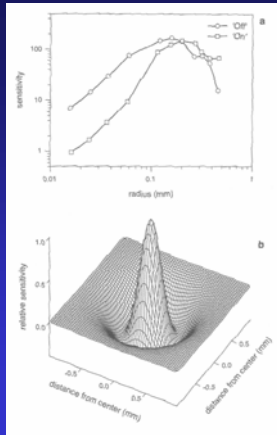 a
'Off'
'On'
sensitivity
100
10
1
0.01
0.1
1
radius (mm)
b
relative sensitivity
1.0
0.5
0.0
-0.5
0.0
0.5
distance from center (mm)
-0.5
0.0
0.5
distance from center (mm)